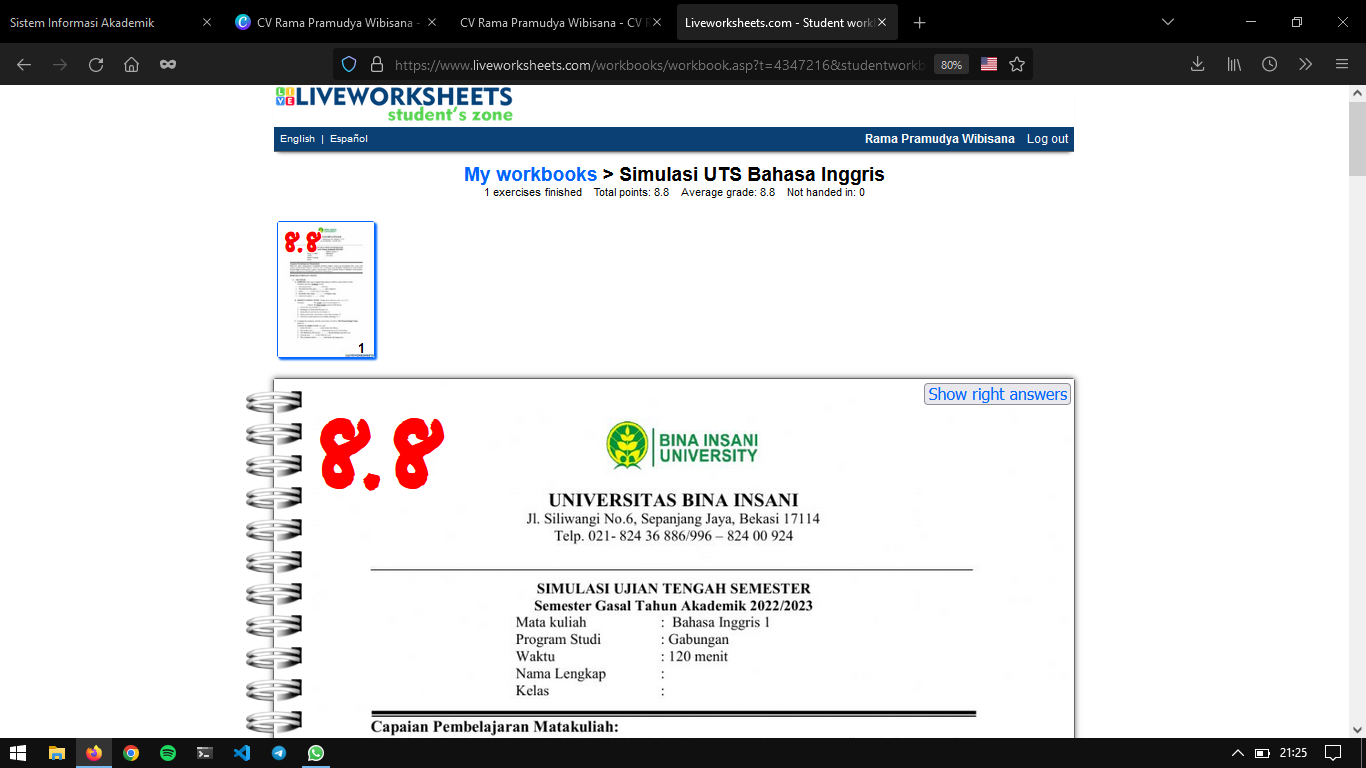 Sistem Informasi Akademik
CV Rama Pramudya Wibisana -
CV Rama Pramudya Wibisana - CV
Liveworksheets.com - Student work
https://www.liveworksheets.com/workbooks/workbook.asp?t=4347216&studentworkb
80%
LIVE LIVEWORKSHEETS
student's zone
English | Español
Rama Pramudya Wibisana Log out
My workbooks > Simulasi UTS Bahasa Inggris
1 exercises finished Total points: 8.8 Average grade: 8.8 Not handed in: 0
8.8
1
Show right answers
8.8
BINA INSANI
UNIVERSITY
UNIVERSITAS BINA INSANI
Jl. Siliwangi No.6, Sepanjang Jaya, Bekasi 17114
Telp. 021- 824 36 886/996 – 824 00 924
SIMULASI UJIAN TENGAH SEMESTER
Semester Gasal Tahun Akademik 2022/2023
Mata kuliah : Bahasa Inggris 1
Program Studi : Gabungan
Waktu : 120 menit
Nama Lengkap :
Kelas :
Capaian Pembelajaran Matakuliah:
21:25